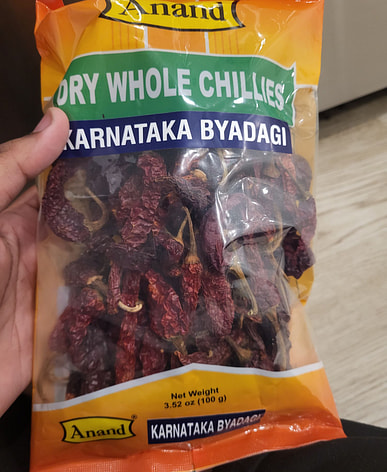 Anand
DRY WHOLE CHILLIES
KARNATAKA BYADAGI
Net Weight
3.52 oz (100 g)
Anand®
KARNATAKA BYADAGI